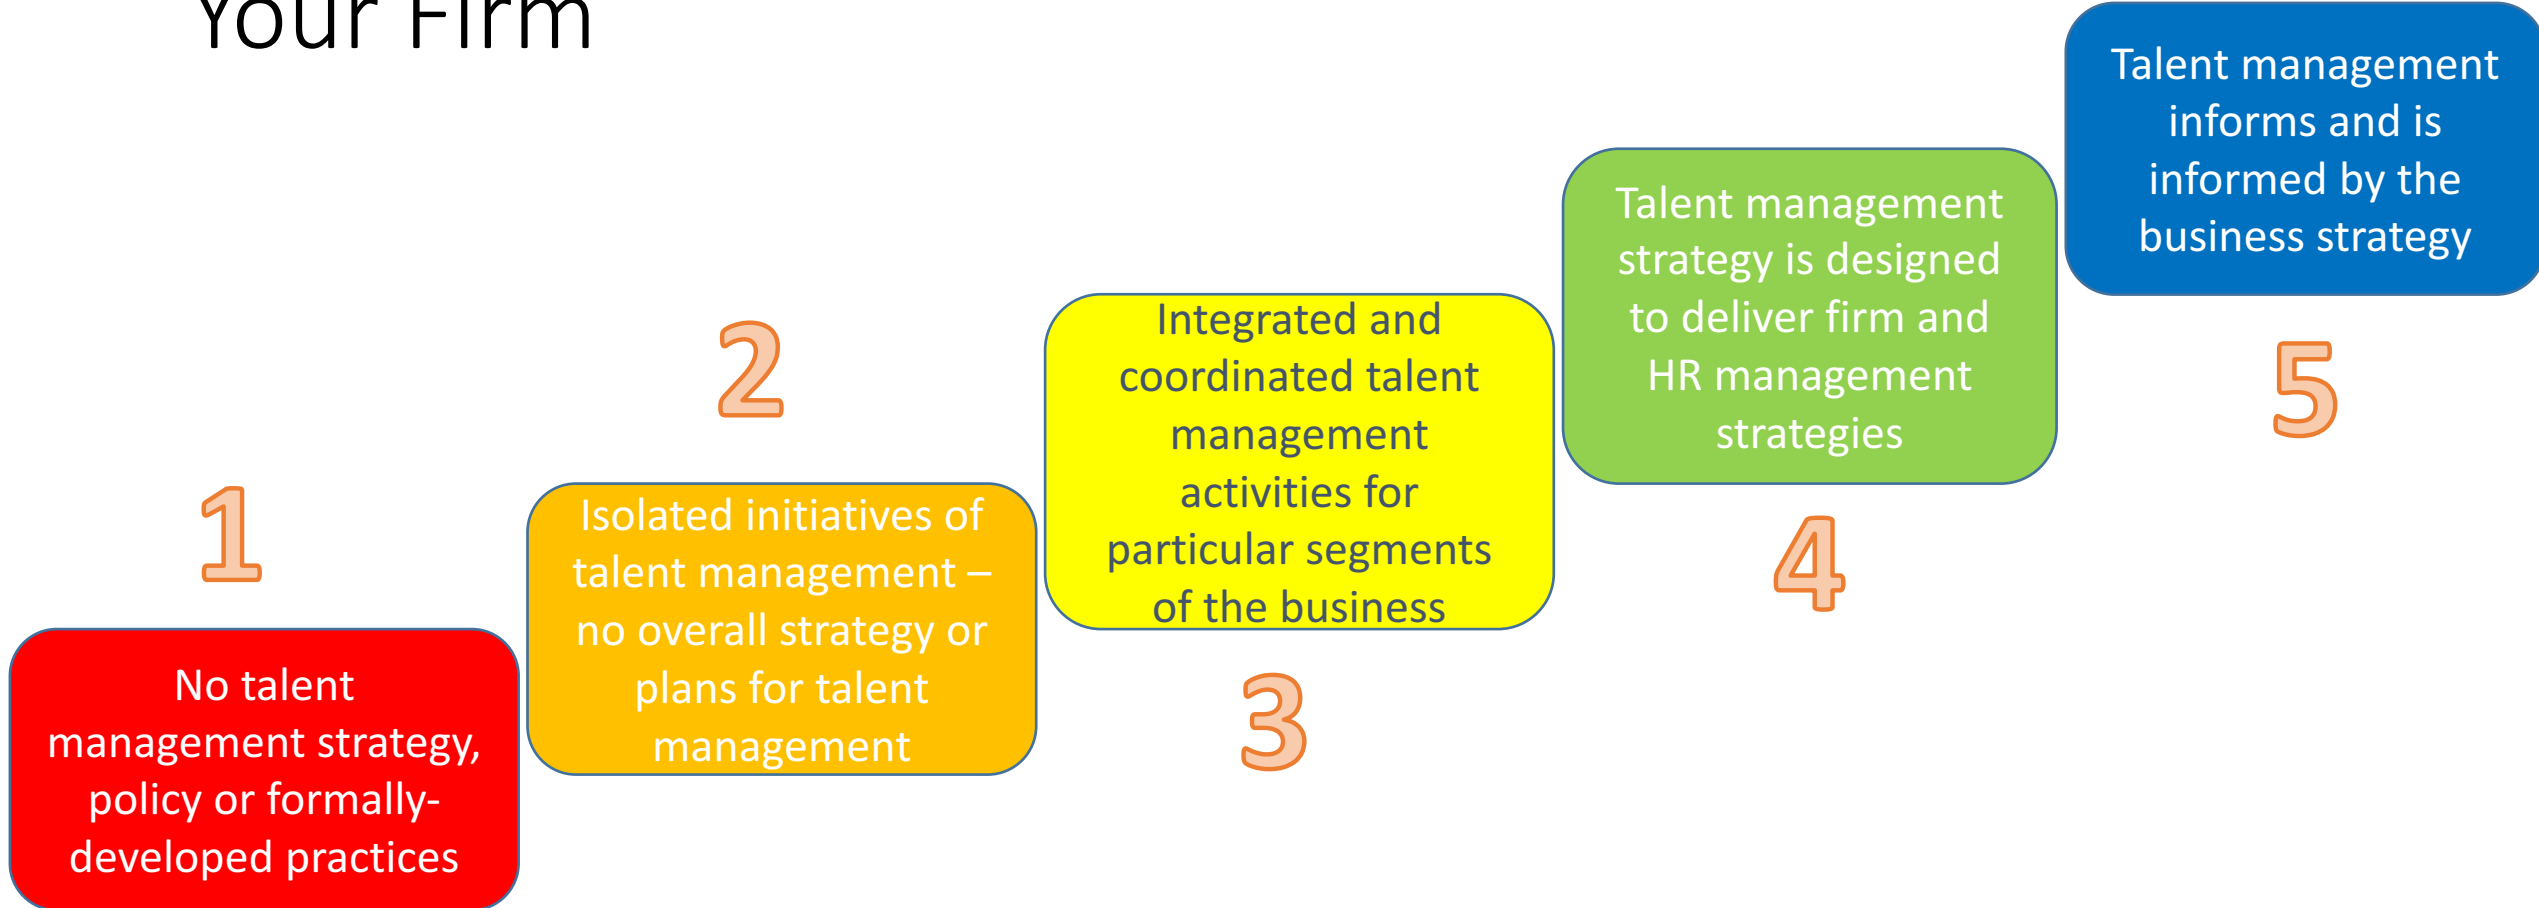 Your Firm
1
No talent
management strategy,
policy or formally-
developed practices
2
Isolated initiatives of
talent management –
no overall strategy or
plans for talent
management
Integrated and
coordinated talent
management
activities for
particular segments
of the business
3
Talent management
strategy is designed
to deliver firm and
HR management
strategies
4
Talent management
informs and is
informed by the
business strategy
5